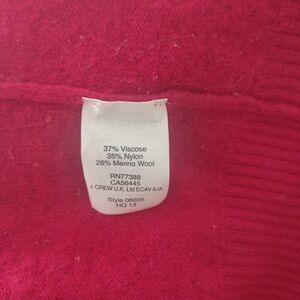 37% Viscose
35% Nylon
28% Merino Wool
RN77388
CA56445
J. CREW U.K. Ltd EC4V 6JA
Style 06035
HO 13